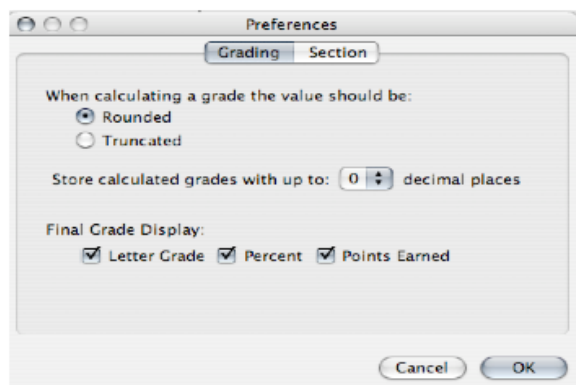 Preferences
Grading Section
When calculating a grade the value should be:
Rounded
Truncated
Store calculated grades with up to: 0 decimal places
Final Grade Display:
Letter Grade Percent Points Earned
Cancel OK